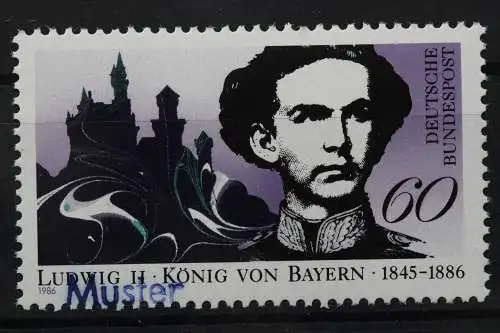 DEUTSCHE
BUNDESPOST
60
LUDWIG II · KÖNIG VON BAYERN · 1845–1886
1986
Muster